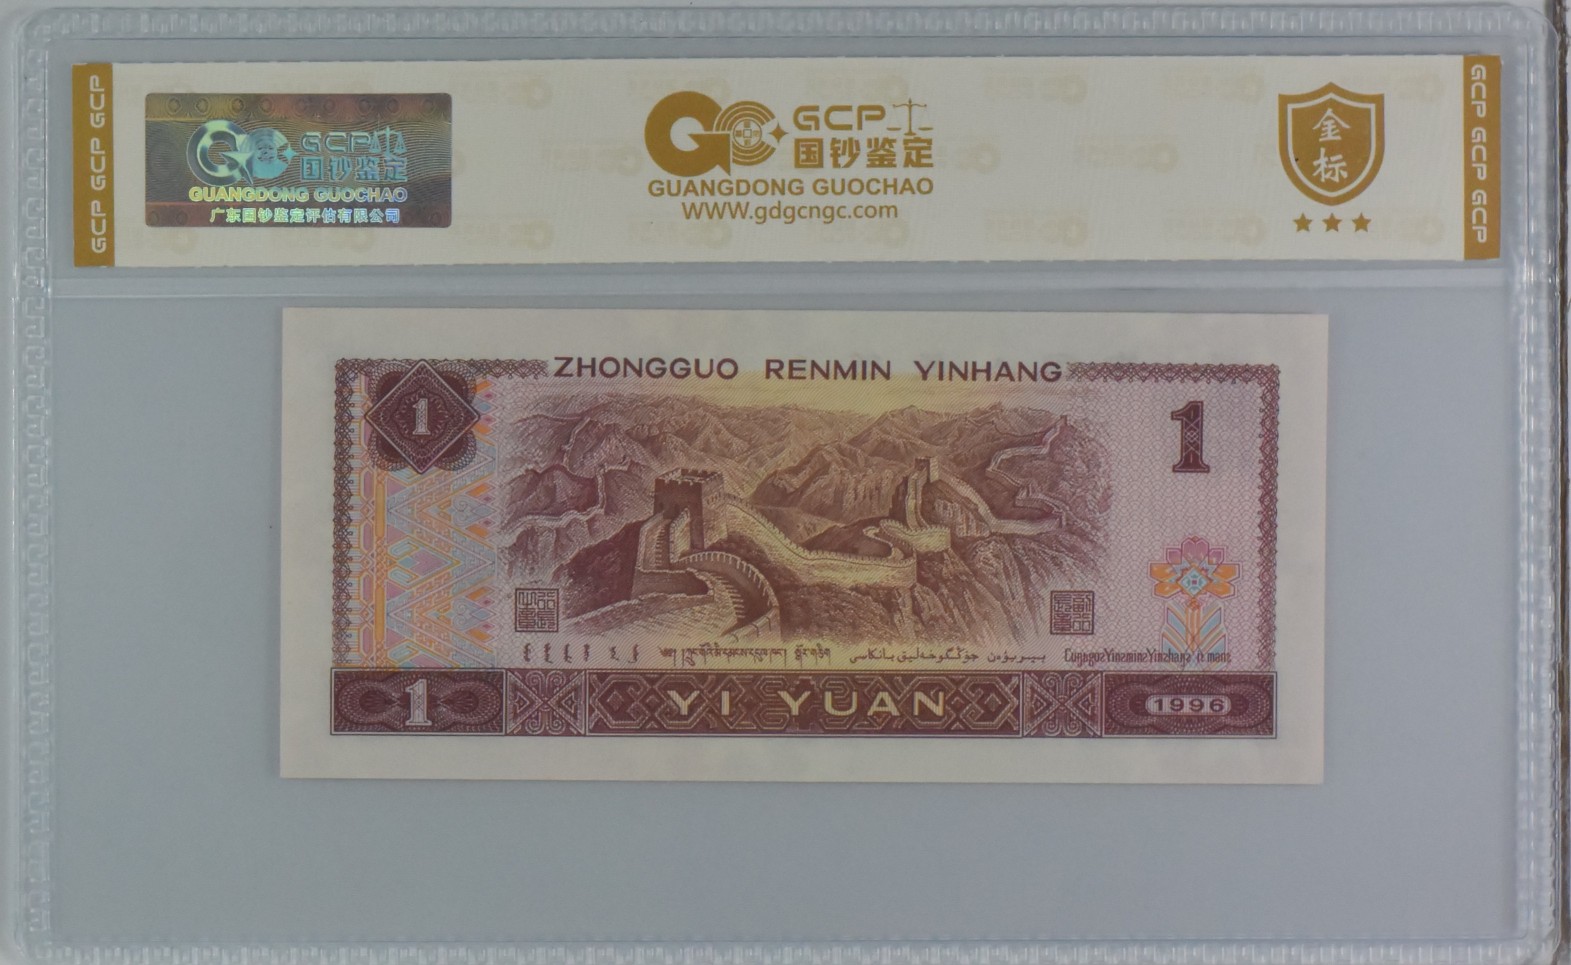 GCP GCP GCP
GCP
国钞鉴定
GUANGDONG GUOCHAO
广东国钞鉴定评估有限公司
GCP
国钞鉴定
GUANGDONG GUOCHAO
WWW.gdgcngc.com
金标
GCP GCP GCP
ZHONGGUO RENMIN YINHANG
1
1
1
YI YUAN
1996